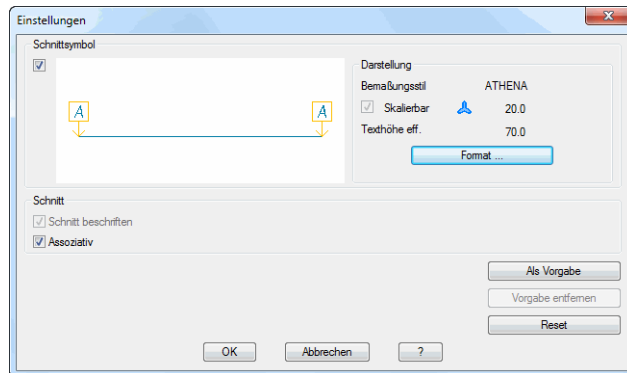 Einstellungen
Schnittsymbol
A A
Darstellung
Bemaßungsstil ATHENA
Skalierbar 20.0
Texthöhe eff. 70.0
Format ...
Schnitt
Schnitt beschriften
Assoziativ
Als Vorgabe
Vorgabe entfernen
Reset
OK Abbrechen ?